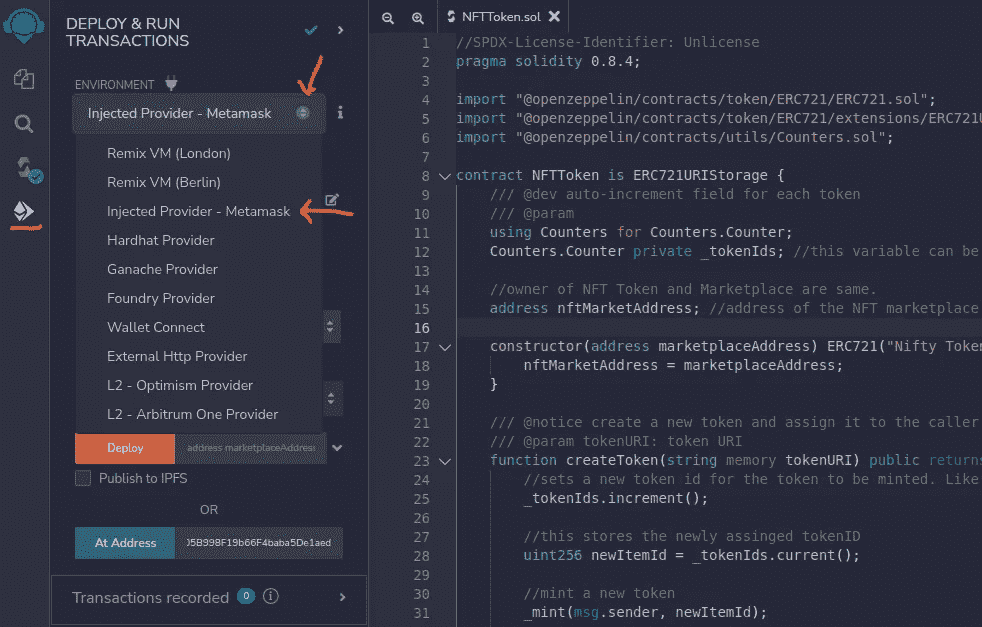 DEPLOY & RUN
TRANSACTIONS
ENVIRONMENT
Injected Provider - Metamask
Remix VM (London)
Remix VM (Berlin)
Injected Provider - Metamask
Hardhat Provider
Ganache Provider
Foundry Provider
Wallet Connect
External Http Provider
L2 - Optimism Provider
L2 - Arbitrum One Provider
Deploy address marketplaceAddress
Publish to IPFS
OR
At Address 05B998F19b66F4baba5De1aed
Transactions recorded 0 i
NFTToken.sol
1 //SPDX-License-Identifier: Unlicense
2 pragma solidity 0.8.4;
3
4 import "@openzeppelin/contracts/token/ERC721/ERC721.sol";
5 import "@openzeppelin/contracts/token/ERC721/extensions/ERC721U
6 import "@openzeppelin/contracts/utils/Counters.sol";
7
8 contract NFTToken is ERC721URIStorage {
9 /// @dev auto-increment field for each token
10 /// @param
11 using Counters for Counters.Counter;
12 Counters.Counter private _tokenIds; //this variable can be
13
14 //owner of NFT Token and Marketplace are same.
15 address nftMarketAddress; //address of the NFT marketplace
16
17 constructor(address marketplaceAddress) ERC721("Nifty Token
18 nftMarketAddress = marketplaceAddress;
19 }
20
21 /// @notice create a new token and assign it to the caller
22 /// @param tokenURI: token URI
23 function createToken(string memory tokenURI) public returns
24 //sets a new token id for the token to be minted. Like
25 _tokenIds.increment();
26
27 //this stores the newly assinged tokenID
28 uint256 newItemId = _tokenIds.current();
29
30 //mint a new token
31 _mint(msg.sender, newItemId);